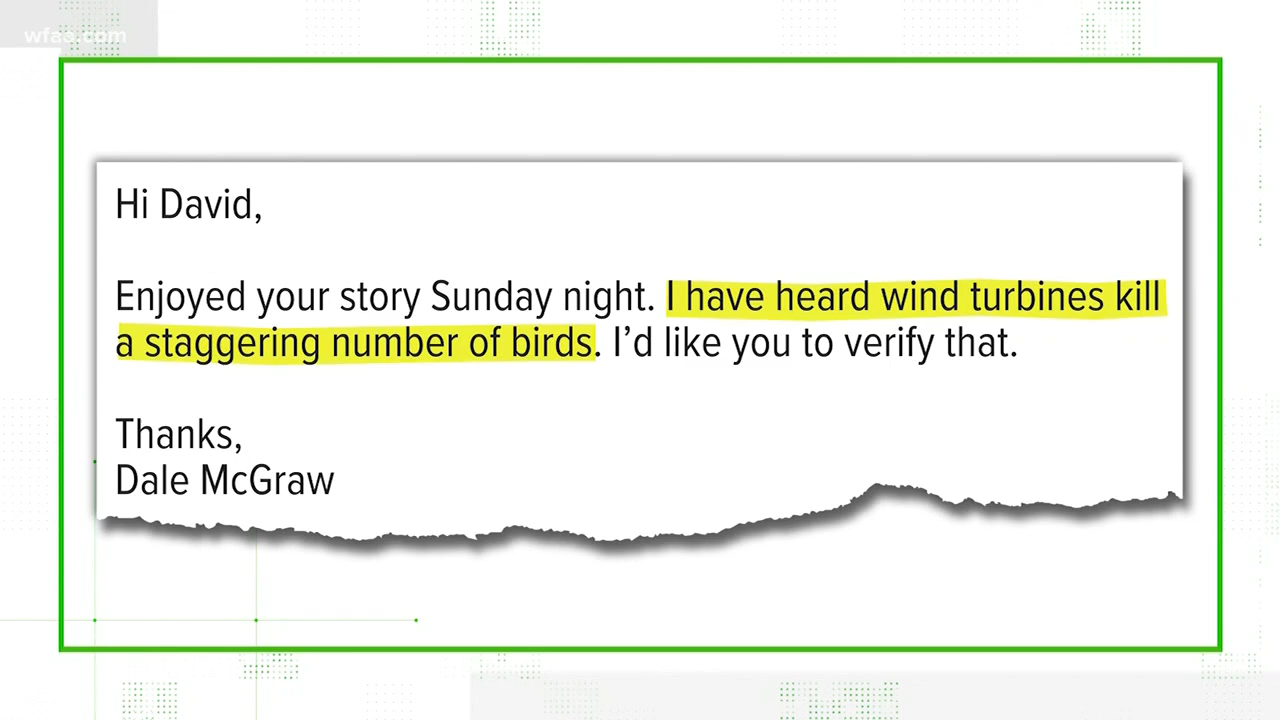 wfaa.com
Hi David,
Enjoyed your story Sunday night. I have heard wind turbines kill
a staggering number of birds. I’d like you to verify that.
Thanks,
Dale McGraw